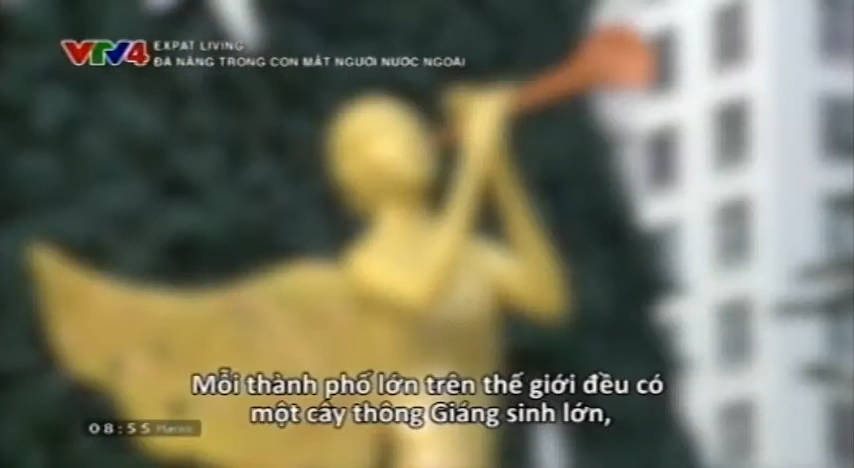 VTV4
EXPAT LIVING
ĐÀ NẴNG TRONG CON MẮT NGƯỜI NƯỚC NGOÀI
Mỗi thành phố lớn trên thế giới đều có
một cây thông Giáng sinh lớn,
08:55